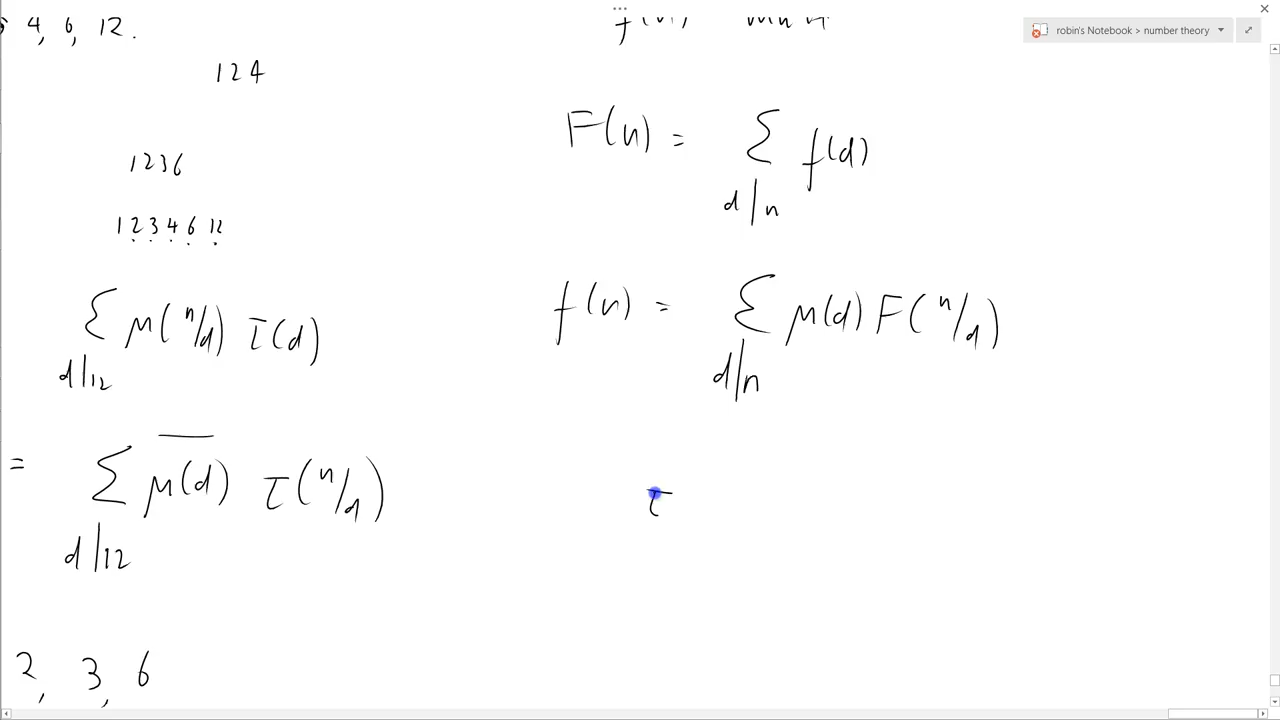 4, 6, 12.
robin's Notebook > number theory
124
F(n) = Σ f(d)
d|n
1236
1 2 3 4 6 12
Σ μ(n/d) τ(d)
d|12
f(n) = Σ μ(d) F(n/d)
d|n
= Σ μ(d) τ(n/d)
d|12
τ
2, 3, 6